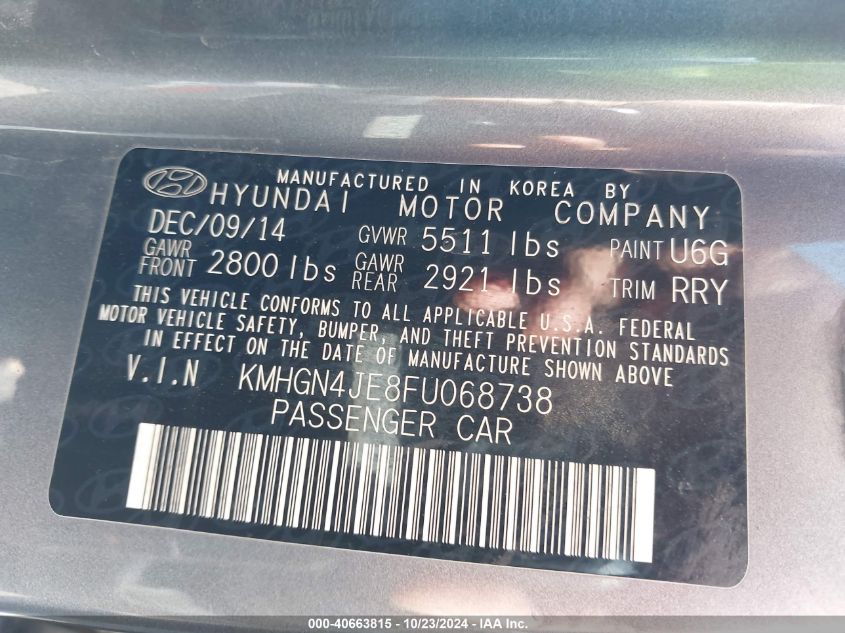 MANUFACTURED IN KOREA BY
HYUNDAI MOTOR COMPANY
DEC/09/14 GVWR 5511 lbs PAINT U6G
GAWR FRONT 2800 lbs GAWR REAR 2921 lbs TRIM RRY
THIS VEHICLE CONFORMS TO ALL APPLICABLE U.S.A. FEDERAL
MOTOR VEHICLE SAFETY, BUMPER, AND THEFT PREVENTION STANDARDS
IN EFFECT ON THE DATE OF MANUFACTURE SHOWN ABOVE
V.I.N KMHGN4JE8FU068738
PASSENGER CAR
000-40663815 - 10/23/2024 - IAA Inc.